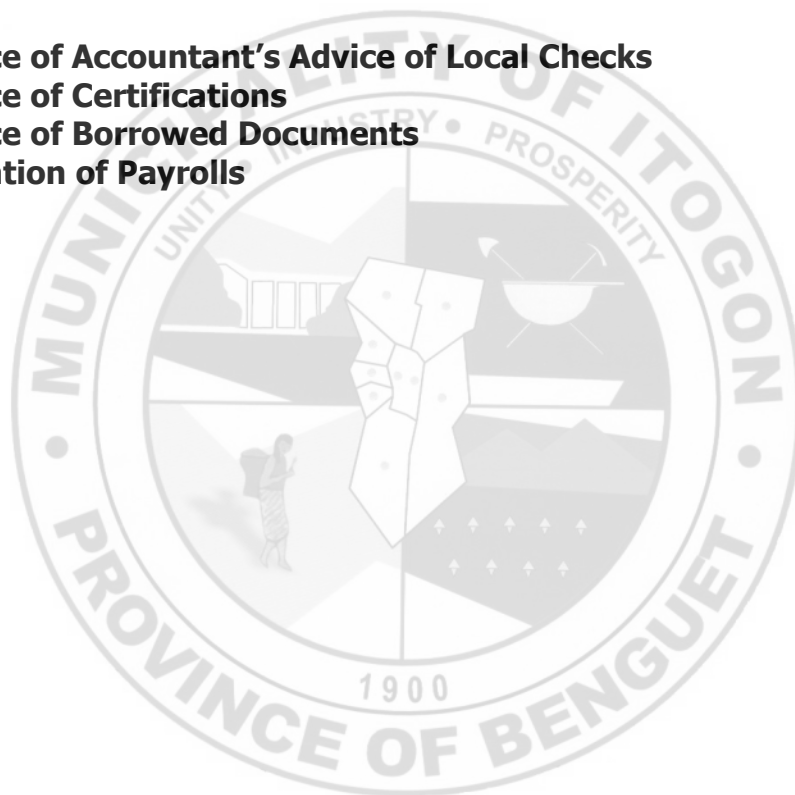 ce of Accountant’s Advice of Local Checks
ce of Certifications
ce of Borrowed Documents
ation of Payrolls
MUNICIPALITY OF ITOGON
UNITY • INDUSTRY • PROSPERITY
1900
PROVINCE OF BENGUET